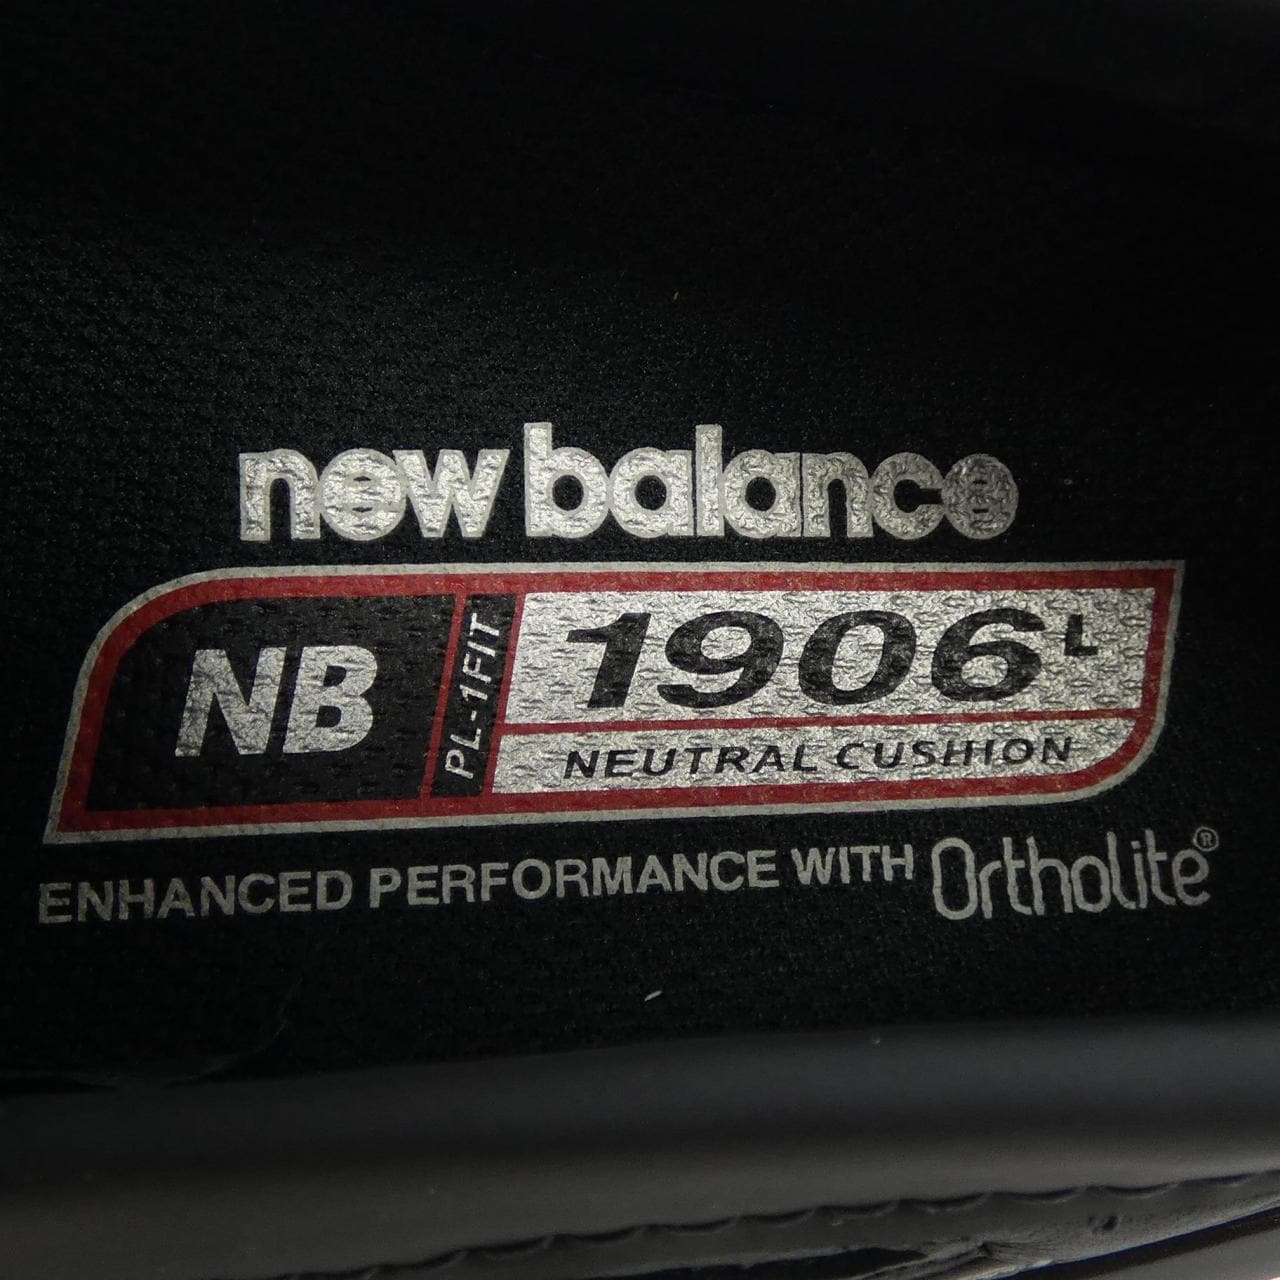 new balance
NB PL-1FIT 1906L
NEUTRAL CUSHION
ENHANCED PERFORMANCE WITH Ortholite®